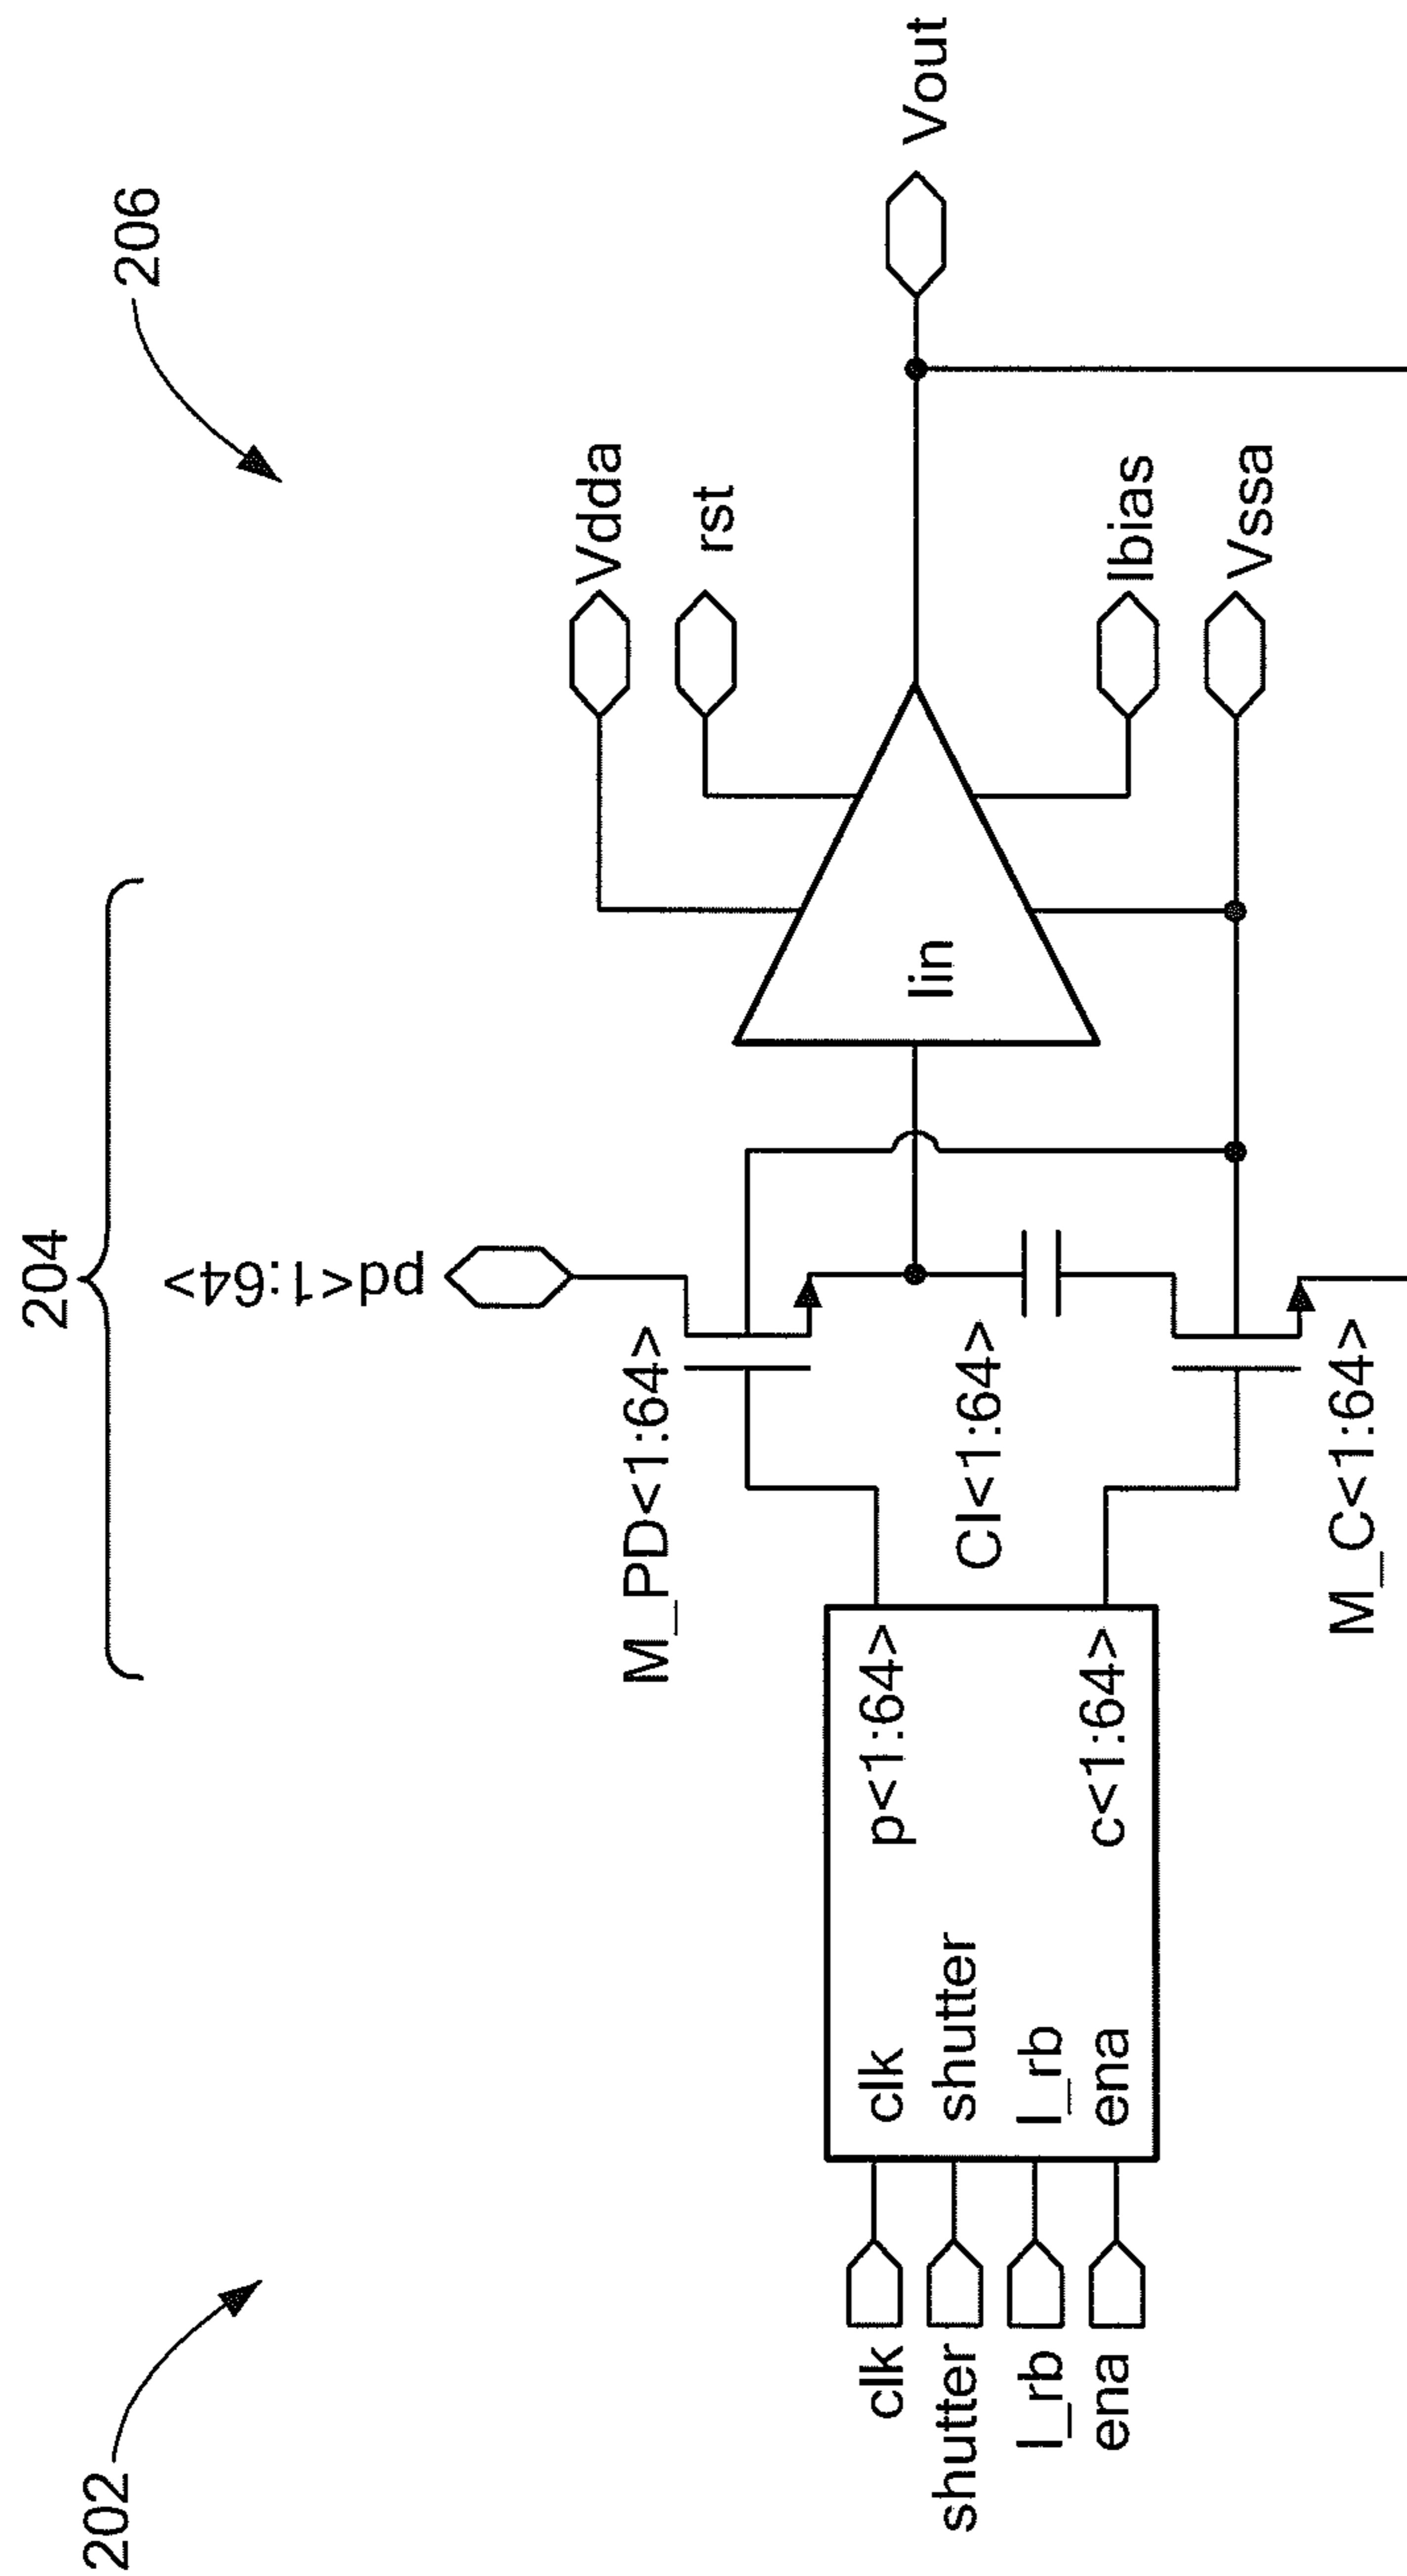 202
204
206
pd<1:64>
M_PD<1:64>
Vdda
rst
clk
shutter
I_rb
ena
clk
shutter
I_rb
ena
p<1:64>
c<1:64>
CI<1:64>
Iin
Vout
Ibias
Vssa
M_C<1:64>